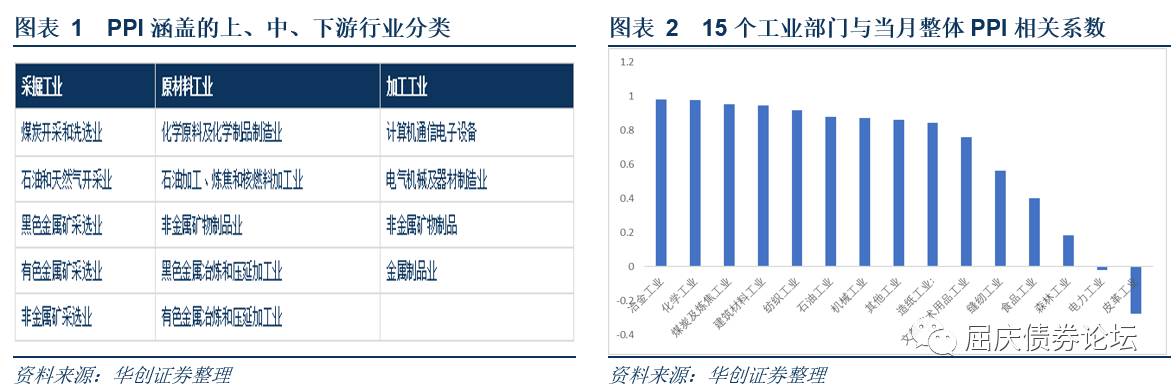 图表 1 PPI 涵盖的上、中、下游行业分类
采掘工业 原材料工业 加工工业
煤炭开采和洗选业 化学原料及化学制品制造业 计算机通信电子设备
石油和天然气开采业 石油加工、炼焦和核燃料加工业 电气机械及器材制造业
黑色金属矿采选业 非金属矿物制品业 非金属矿物制品
有色金属矿采选业 黑色金属冶炼和压延加工业 金属制品业
非金属矿采选业 有色金属冶炼和压延加工业
资料来源：华创证券整理
图表 2 15 个工业部门与当月整体 PPI 相关系数
1.2
1
0.8
0.6
0.4
0.2
0
-0.2
-0.4
冶金工业
化学工业
煤炭及炼焦工业
建筑材料工业
纺织工业
石油工业
机械工业
其他工业
造纸工业
术用品工业
缝纫工业
食品工业
森林工业
电力工业
皮革工业
屈庆债券论坛
资料来源：华创证券整理